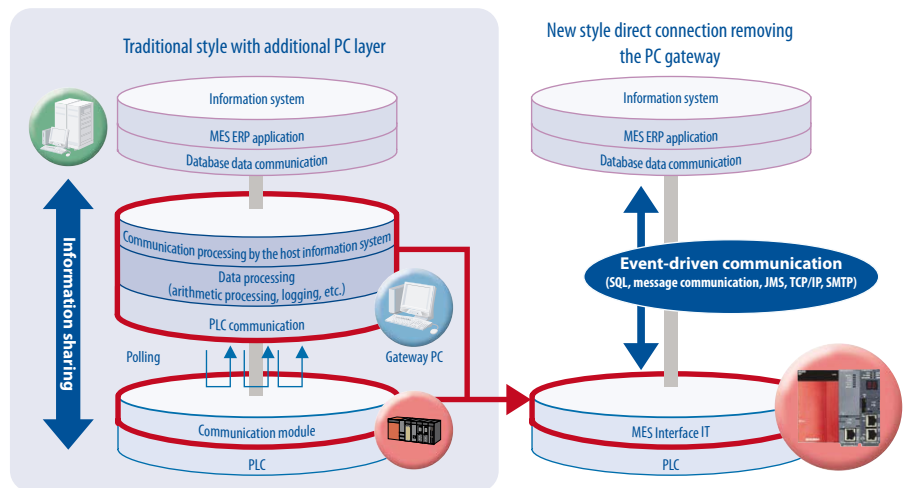 Traditional style with additional PC layer
Information system
MES ERP application
Database data communication
Information sharing
Communication processing by the host information system
Data processing
(arithmetic processing, logging, etc.)
PLC communication
Polling
Gateway PC
Communication module
PLC
New style direct connection removing
the PC gateway
Information system
MES ERP application
Database data communication
Event-driven communication
(SQL, message communication, JMS, TCP/IP, SMTP)
MES Interface IT
PLC